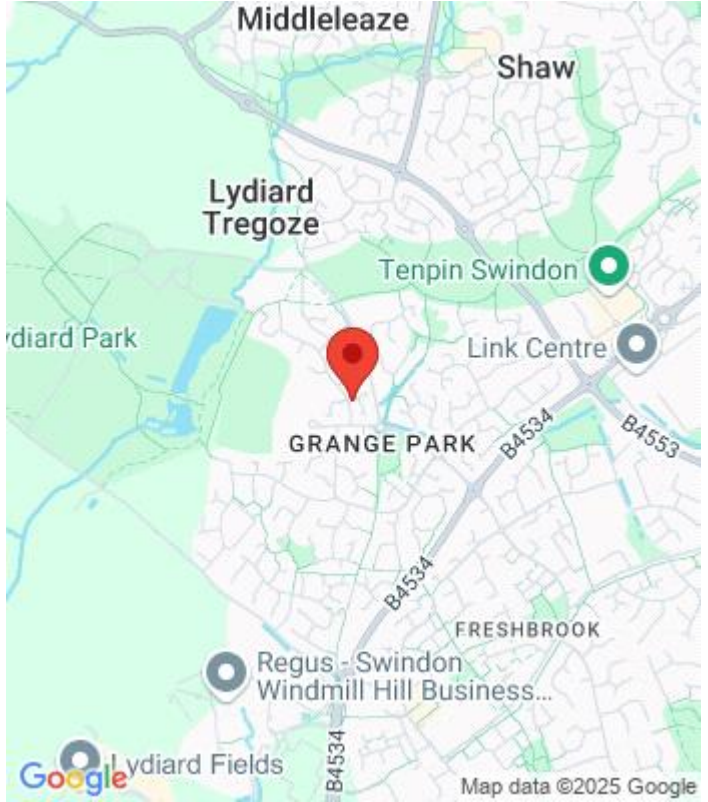 Middleleaze
Shaw
Lydiard
Tregoze
Tenpin Swindon
ydiard Park
Link Centre
GRANGE PARK
B4534
B4553
B4534
FRESHBROOK
Regus - Swindon
Windmill Hill Business...
B4534
Lydiard Fields
Google
Map data ©2025 Google